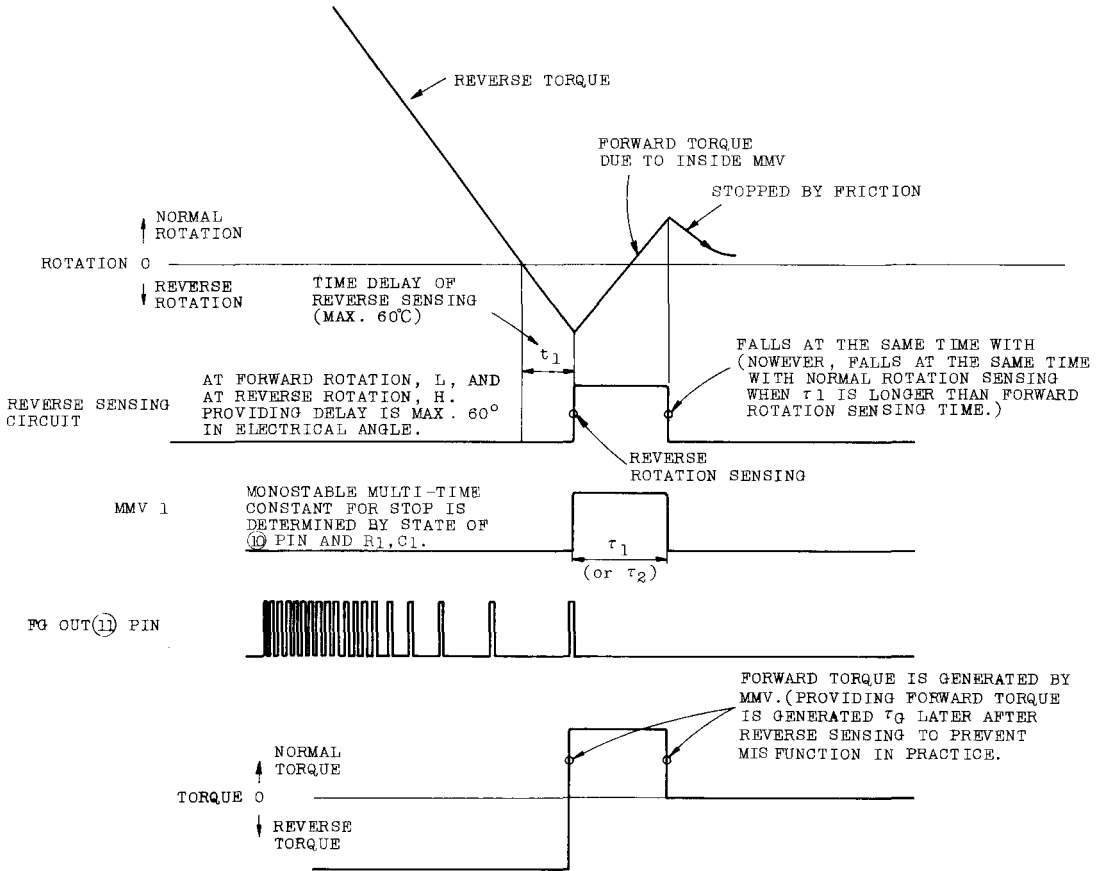 REVERSE TORQUE
FORWARD TORQUE
DUE TO INSIDE MMV
STOPPED BY FRICTION
NORMAL
ROTATION
ROTATION 0
REVERSE
ROTATION
TIME DELAY OF
REVERSE SENSING
(MAX. 60℃)
t1
FALLS AT THE SAME TIME WITH
(NOWEVER, FALLS AT THE SAME TIME
WITH NORMAL ROTATION SENSING
WHEN τ1 IS LONGER THAN FORWARD
ROTATION SENSING TIME.)
AT FORWARD ROTATION, L, AND
AT REVERSE ROTATION, H.
PROVIDING DELAY IS MAX. 60°
IN ELECTRICAL ANGLE.
REVERSE SENSING
CIRCUIT
REVERSE
ROTATION SENSING
MMV 1
MONOSTABLE MULTI-TIME
CONSTANT FOR STOP IS
DETERMINED BY STATE OF
⑩ PIN AND R1,C1.
τ1
(or τ2)
FG OUT⑪ PIN
FORWARD TORQUE IS GENERATED BY
MMV.(PROVIDING FORWARD TORQUE
IS GENERATED τG LATER AFTER
REVERSE SENSING TO PREVENT
MISFUNCTION IN PRACTICE.
NORMAL
TORQUE
TORQUE 0
REVERSE
TORQUE